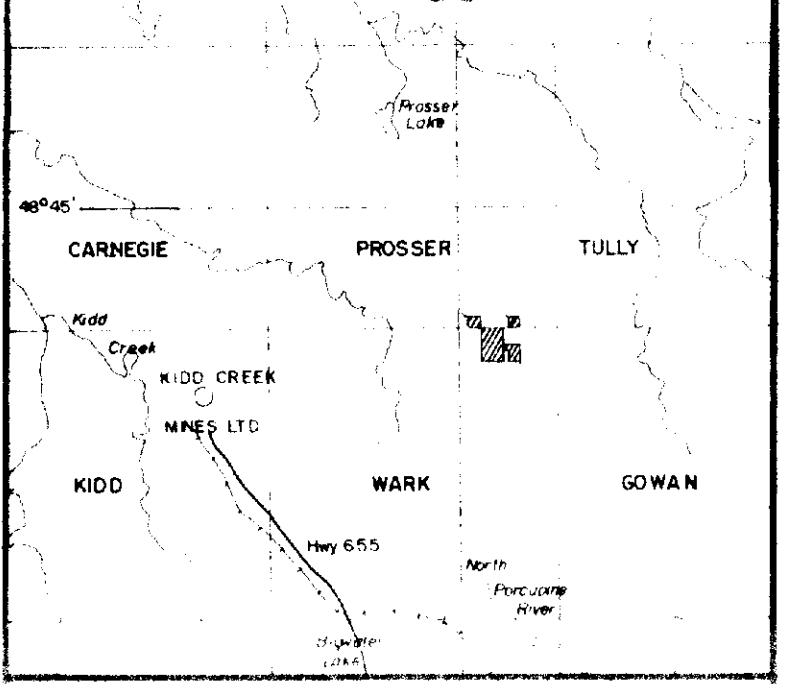 Prosser
Lake
48°45'
CARNEGIE
PROSSER
TULLY
Kidd
Creek
KIDD CREEK
MINES LTD
KIDD
WARK
GOWAN
Hwy 655
North
Porcupine
River
Lake